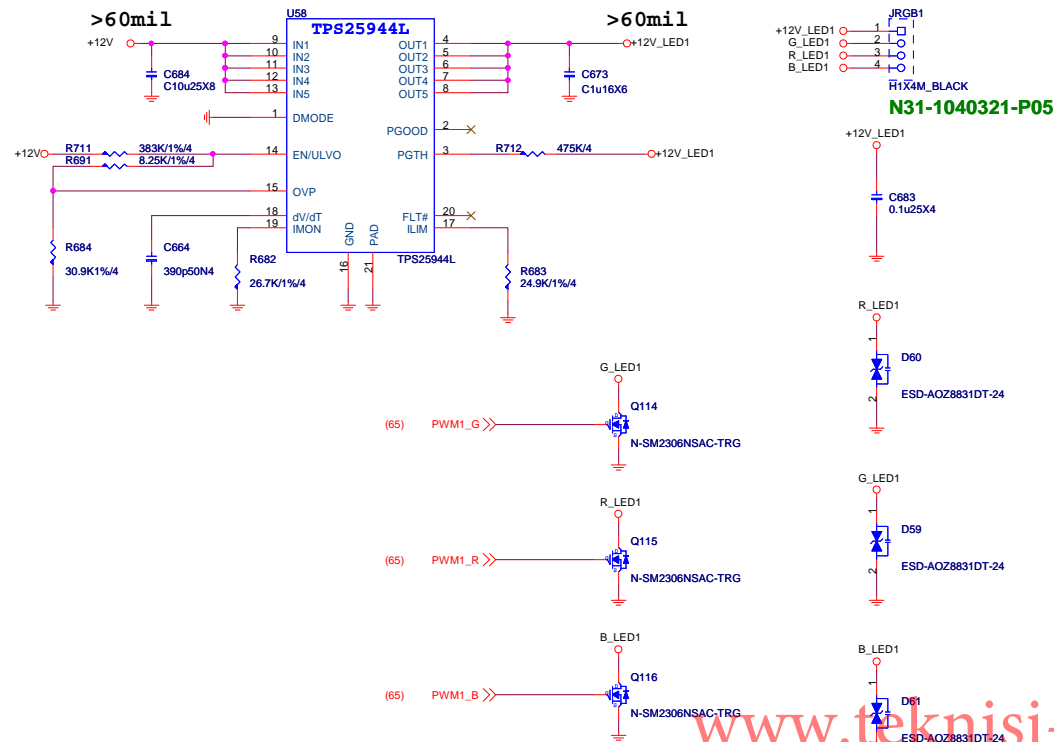 >60mil
+12V
U58
TPS25944L
>60mil
+12V_LED1
9 IN1
10 IN2
11 IN3
12 IN4
13 IN5
1 DMODE
14 EN/ULVO
15 OVP
18 dV/dT
19 IMON
OUT1 4
OUT2 5
OUT3 6
OUT4 7
OUT5 8
PGOOD 2
PGTH 3
FLT# 20
ILIM 17
GND 16
PAD 21
TPS25944L
C684
C10u25X8
C673
C1u16X6
+12V
R711 383K/1%/4
R691 8.25K/1%/4
R712 475K/4
+12V_LED1
R684
30.9K1%/4
C664
390p50N4
R682
26.7K/1%/4
R683
24.9K/1%/4
JRGB1
+12V_LED1 1
G_LED1 2
R_LED1 3
B_LED1 4
H1X4M_BLACK
N31-1040321-P05
+12V_LED1
C683
0.1u25X4
R_LED1
1
D60
2
ESD-AOZ8831DT-24
G_LED1
Q114
(65) PWM1_G
N-SM2306NSAC-TRG
G_LED1
1
D59
2
ESD-AOZ8831DT-24
R_LED1
Q115
(65) PWM1_R
N-SM2306NSAC-TRG
B_LED1
Q116
(65) PWM1_B
N-SM2306NSAC-TRG
B_LED1
1
D61
ESD-AOZ8831DT-24
www.teknisi-